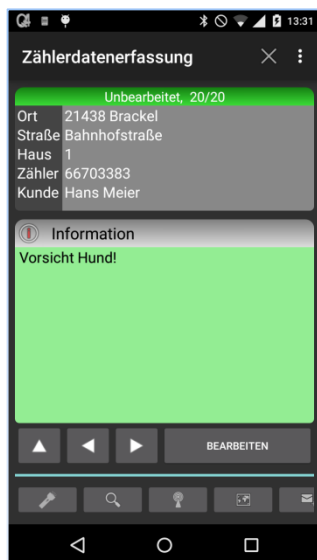 13:31
Zählerdatenerfassung
Unbearbeitet, 20/20
Ort 21438 Brackel
Straße Bahnhofstraße
Haus 1
Zähler 66703383
Kunde Hans Meier
Information
Vorsicht Hund!
BEARBEITEN